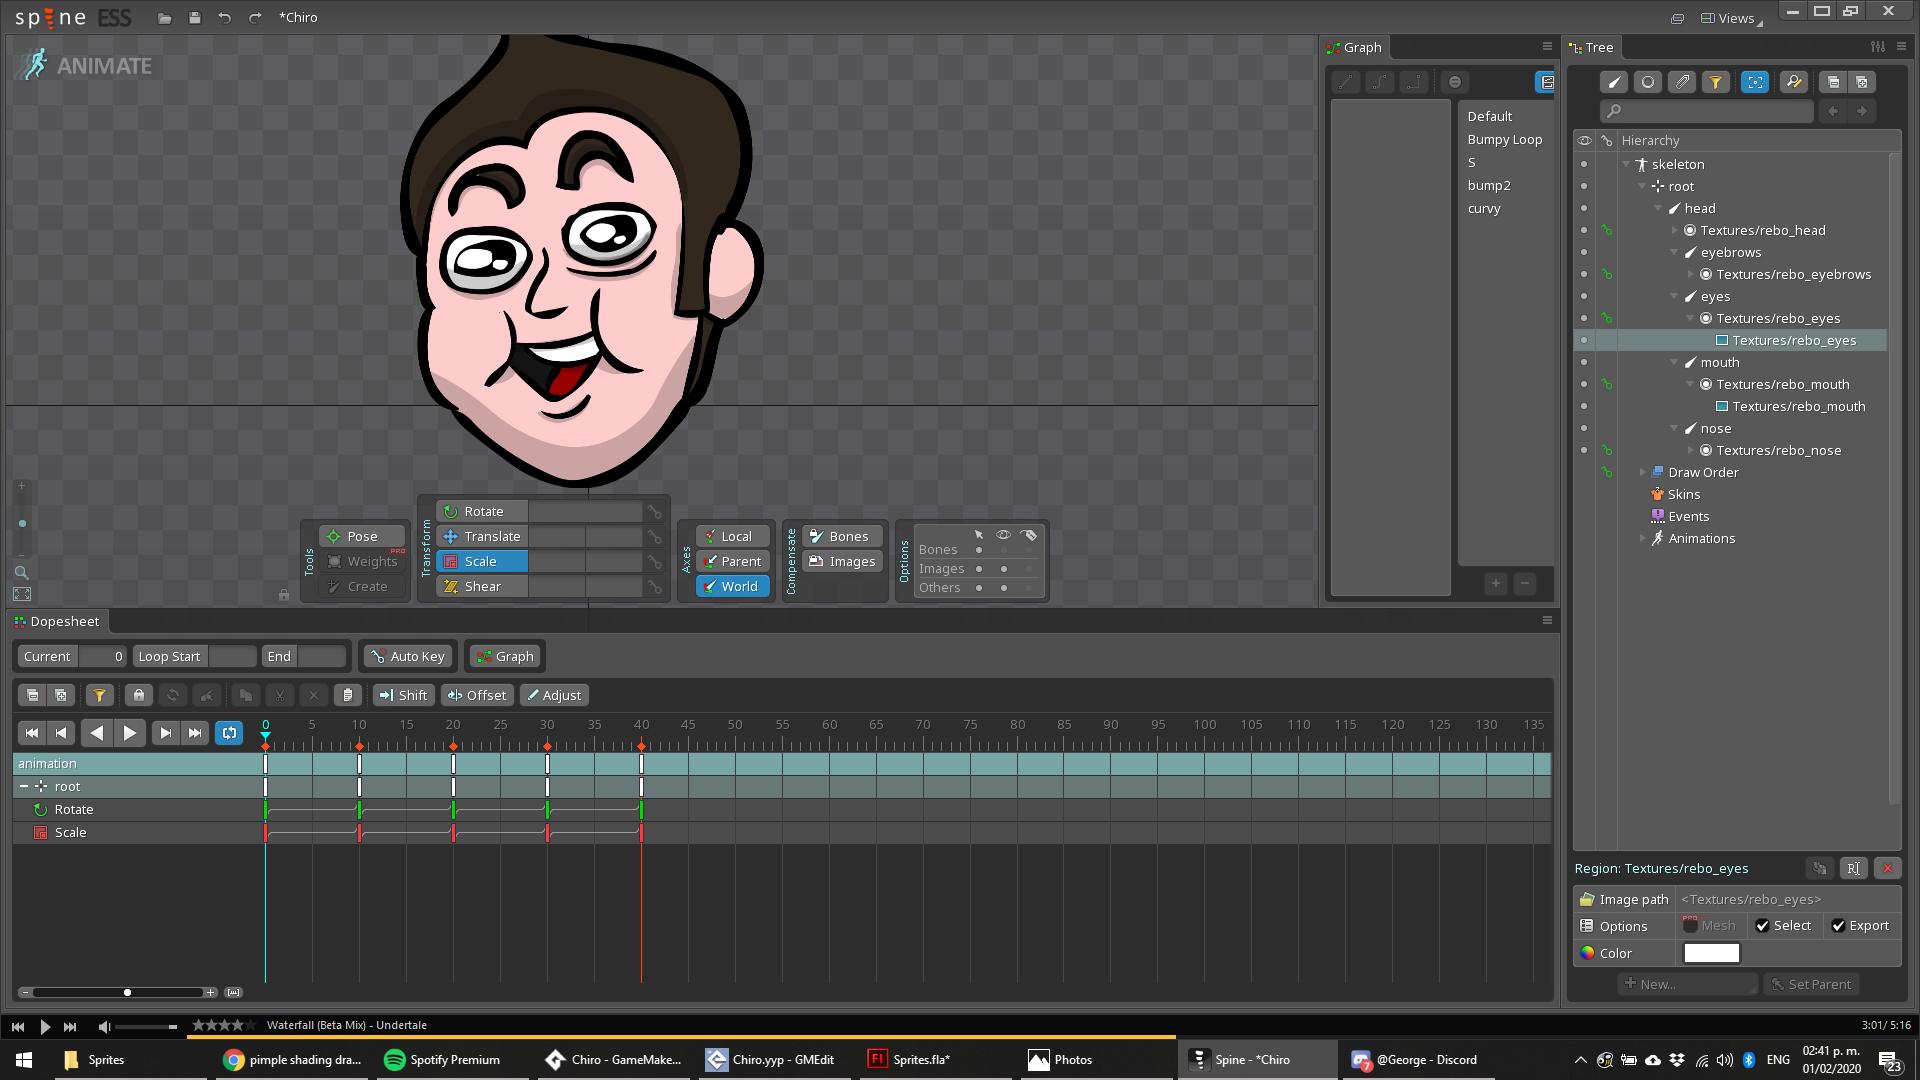 spine ESS
*Chiro
Views
ANIMATE
Graph
Default
Bumpy Loop
S
bump2
curvy
Tree
Hierarchy
skeleton
root
head
Textures/rebo_head
eyebrows
Textures/rebo_eyebrows
eyes
Textures/rebo_eyes
Textures/rebo_eyes
mouth
Textures/rebo_mouth
Textures/rebo_mouth
nose
Textures/rebo_nose
Draw Order
Skins
Events
Animations
Tools
Pose
Weights PRO
Create
Transform
Rotate
Translate
Scale
Shear
Axes
Local
Parent
World
Compensate
Bones
Images
Options
Bones
Images
Others
Dopesheet
Current 0 Loop Start End Auto Key Graph
Shift Offset Adjust
0 5 10 15 20 25 30 35 40 45 50 55 60 65 70 75 80 85 90 95 100 105 110 115 120 125 130 135
animation
root
Rotate
Scale
Region: Textures/rebo_eyes
Image path <Textures/rebo_eyes>
Options PRO Mesh Select Export
Color
New... Set Parent
Waterfall (Beta Mix) - Undertale 3:01/ 5:16
Sprites
pimple shading dra...
Spotify Premium
Chiro - GameMake...
Chiro.yyp - GMEdit
Fl Sprites.fla*
Photos
Spine - *Chiro
7 @George - Discord
ENG
02:41 p. m.
01/02/2020
23